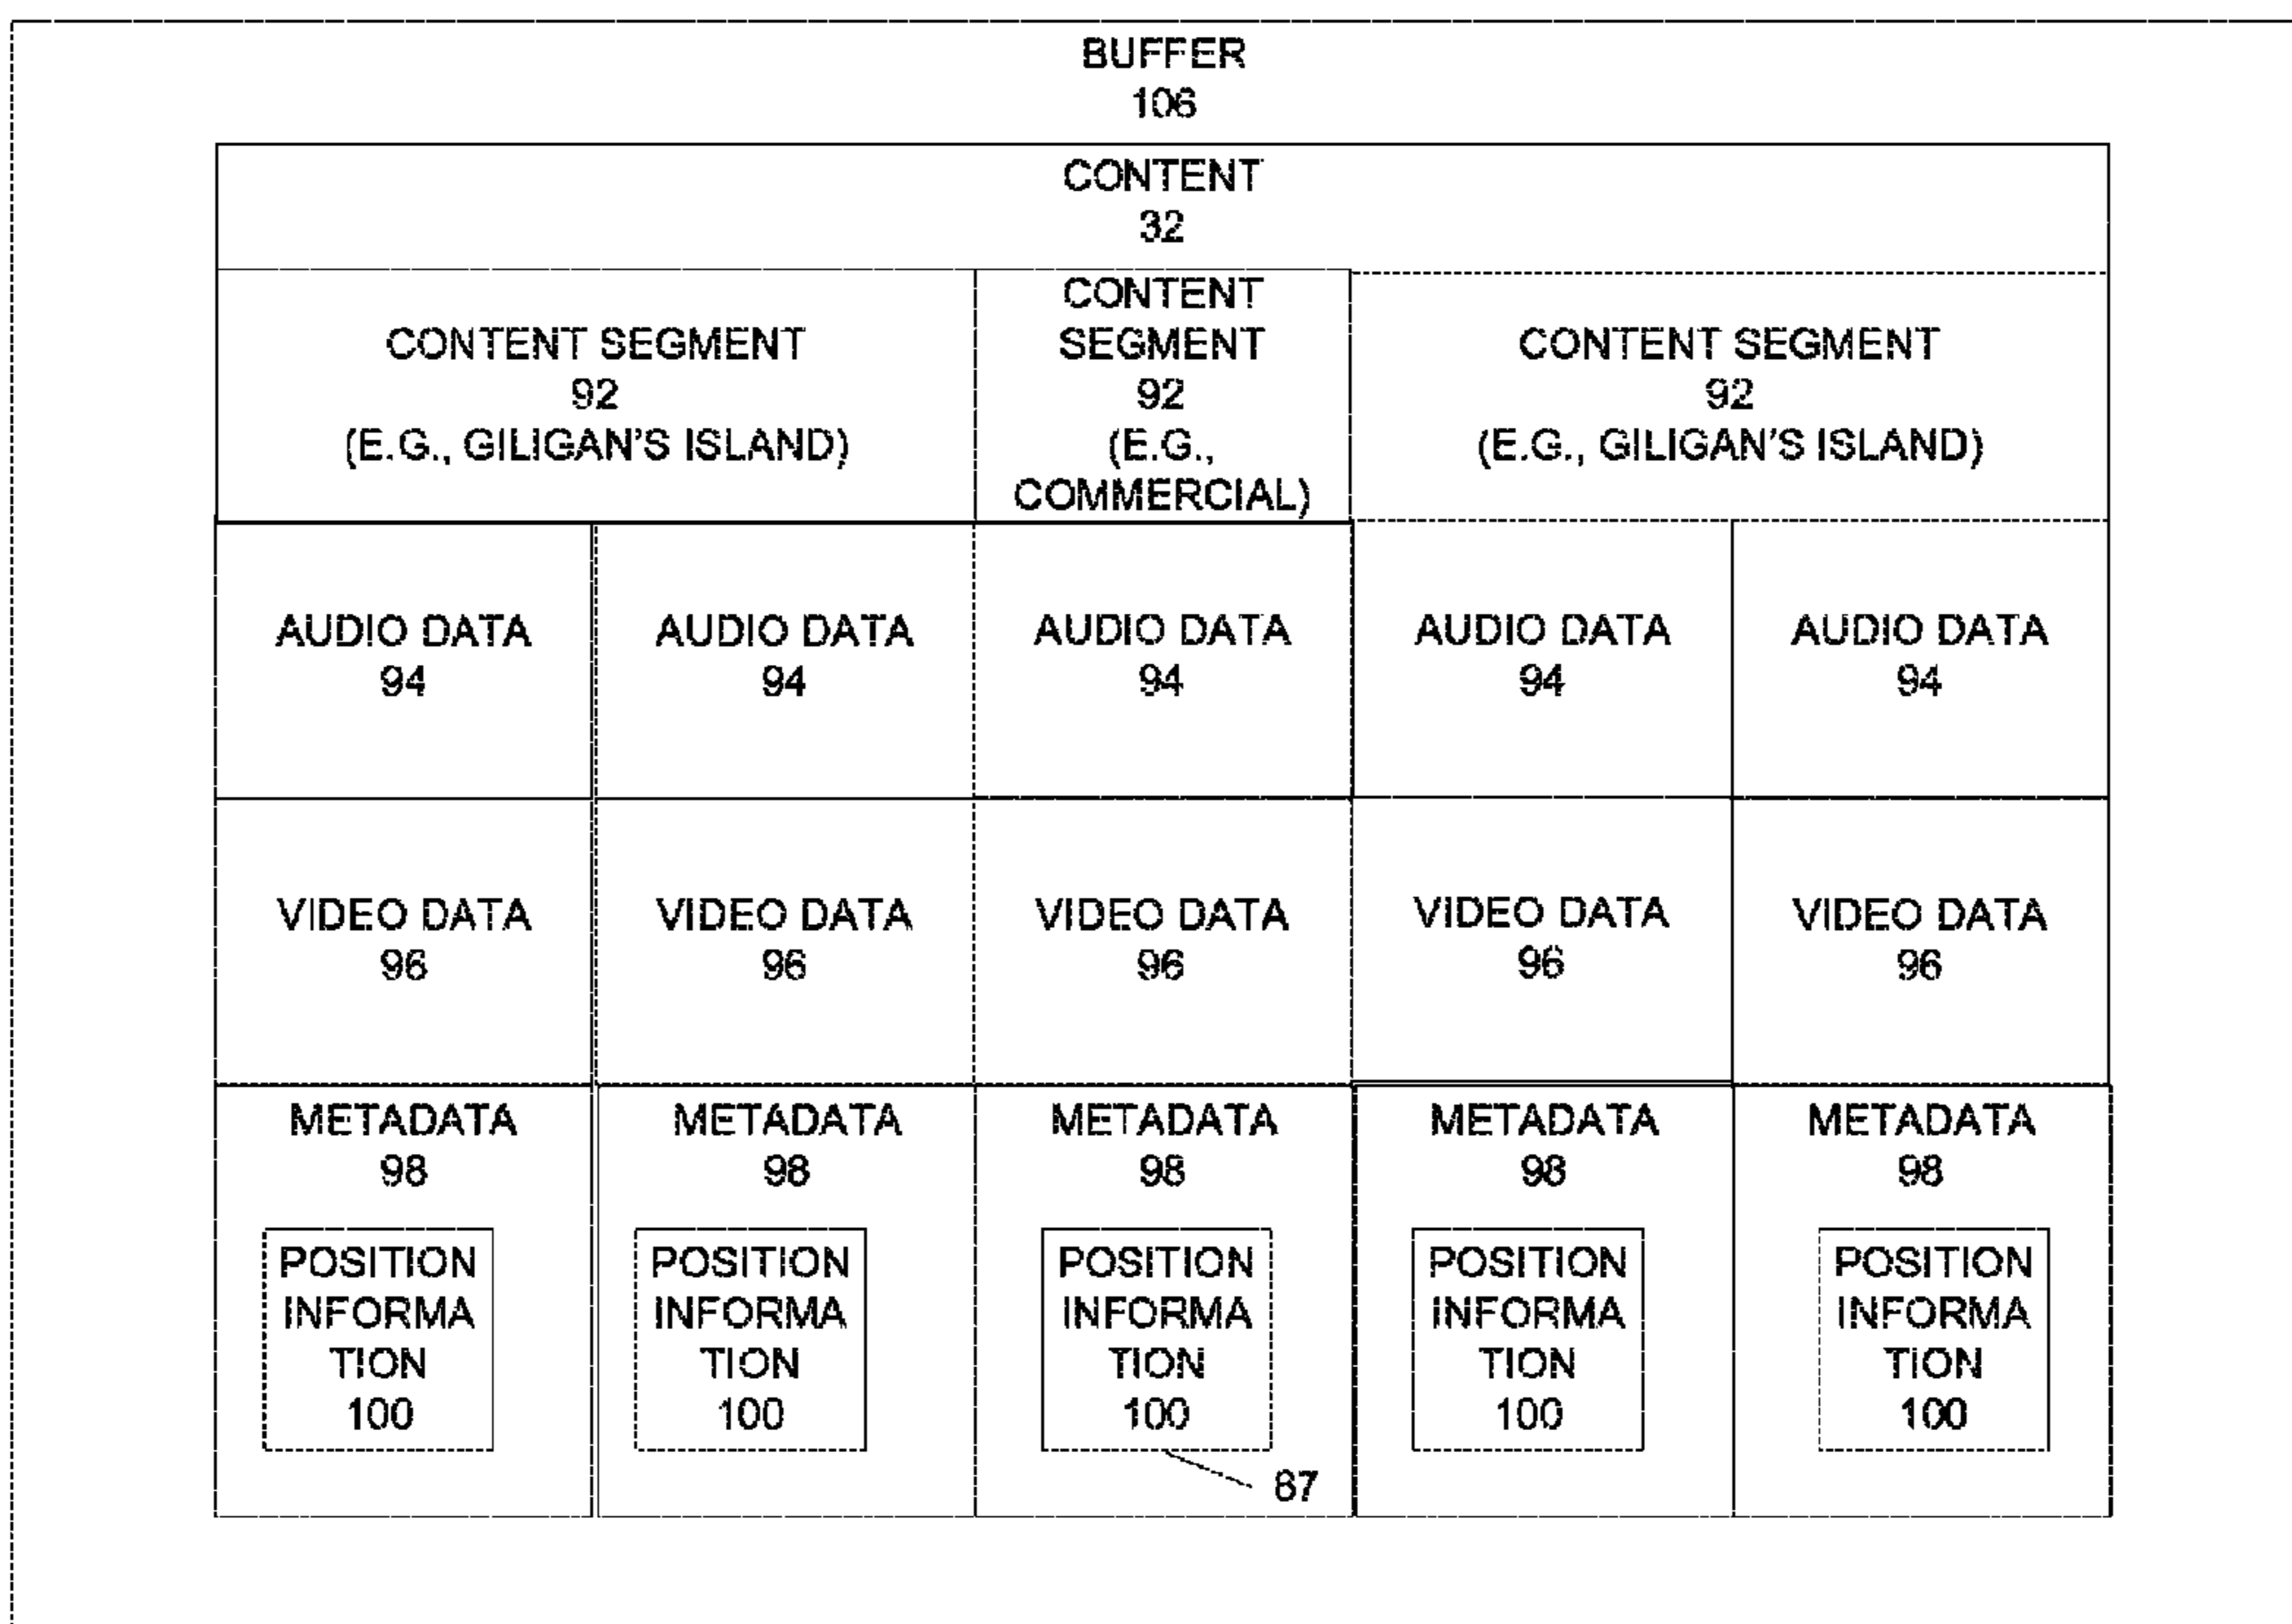 BUFFER
106
CONTENT
32
CONTENT SEGMENT
92
(E.G., GILIGAN'S ISLAND)
CONTENT
SEGMENT
92
(E.G.,
COMMERCIAL)
CONTENT SEGMENT
92
(E.G., GILIGAN'S ISLAND)
AUDIO DATA
94
AUDIO DATA
94
AUDIO DATA
94
AUDIO DATA
94
AUDIO DATA
94
VIDEO DATA
96
VIDEO DATA
96
VIDEO DATA
96
VIDEO DATA
96
VIDEO DATA
96
METADATA
98
METADATA
98
METADATA
98
METADATA
98
METADATA
98
POSITION
INFORMA
TION
100
POSITION
INFORMA
TION
100
POSITION
INFORMA
TION
100
POSITION
INFORMA
TION
100
POSITION
INFORMA
TION
100
87